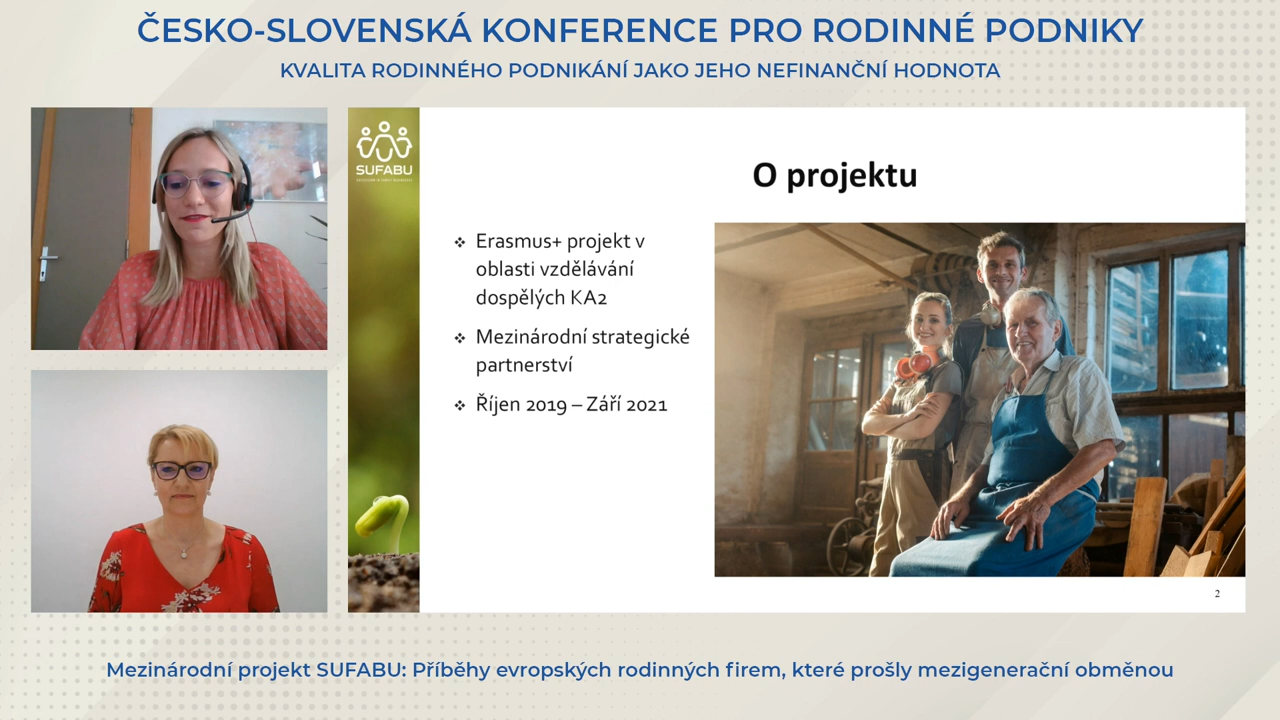 ČESKO-SLOVENSKÁ KONFERENCE PRO RODINNÉ PODNIKY
KVALITA RODINNÉHO PODNIKÁNÍ JAKO JEHO NEFINANČNÍ HODNOTA
SUFABU
O projektu
❖ Erasmus+ projekt v
oblasti vzdělávání
dospělých KA2
❖ Mezinárodní strategické
partnerství
❖ Říjen 2019 – Září 2021
2
Mezinárodní projekt SUFABU: Příběhy evropských rodinných firem, které prošly mezigenerační obměnou